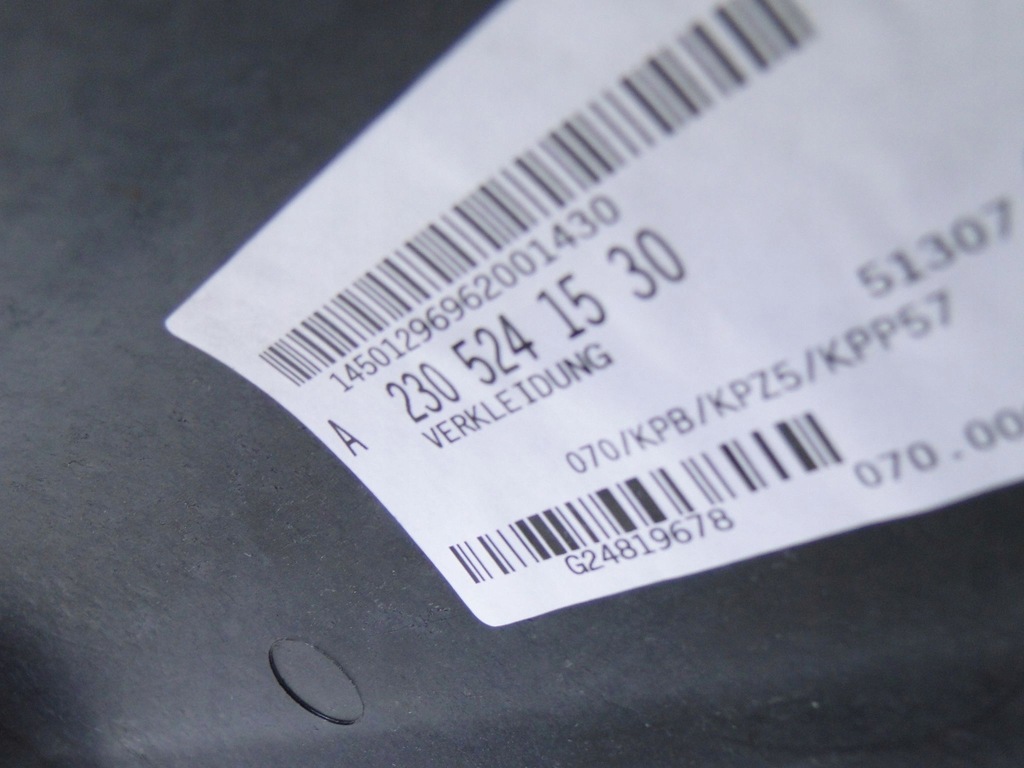 14501296962001430
A 230 524 15 30
VERKLEIDUNG
51307
070/KPB/KPZ5/KPP57
G24819678
070.00